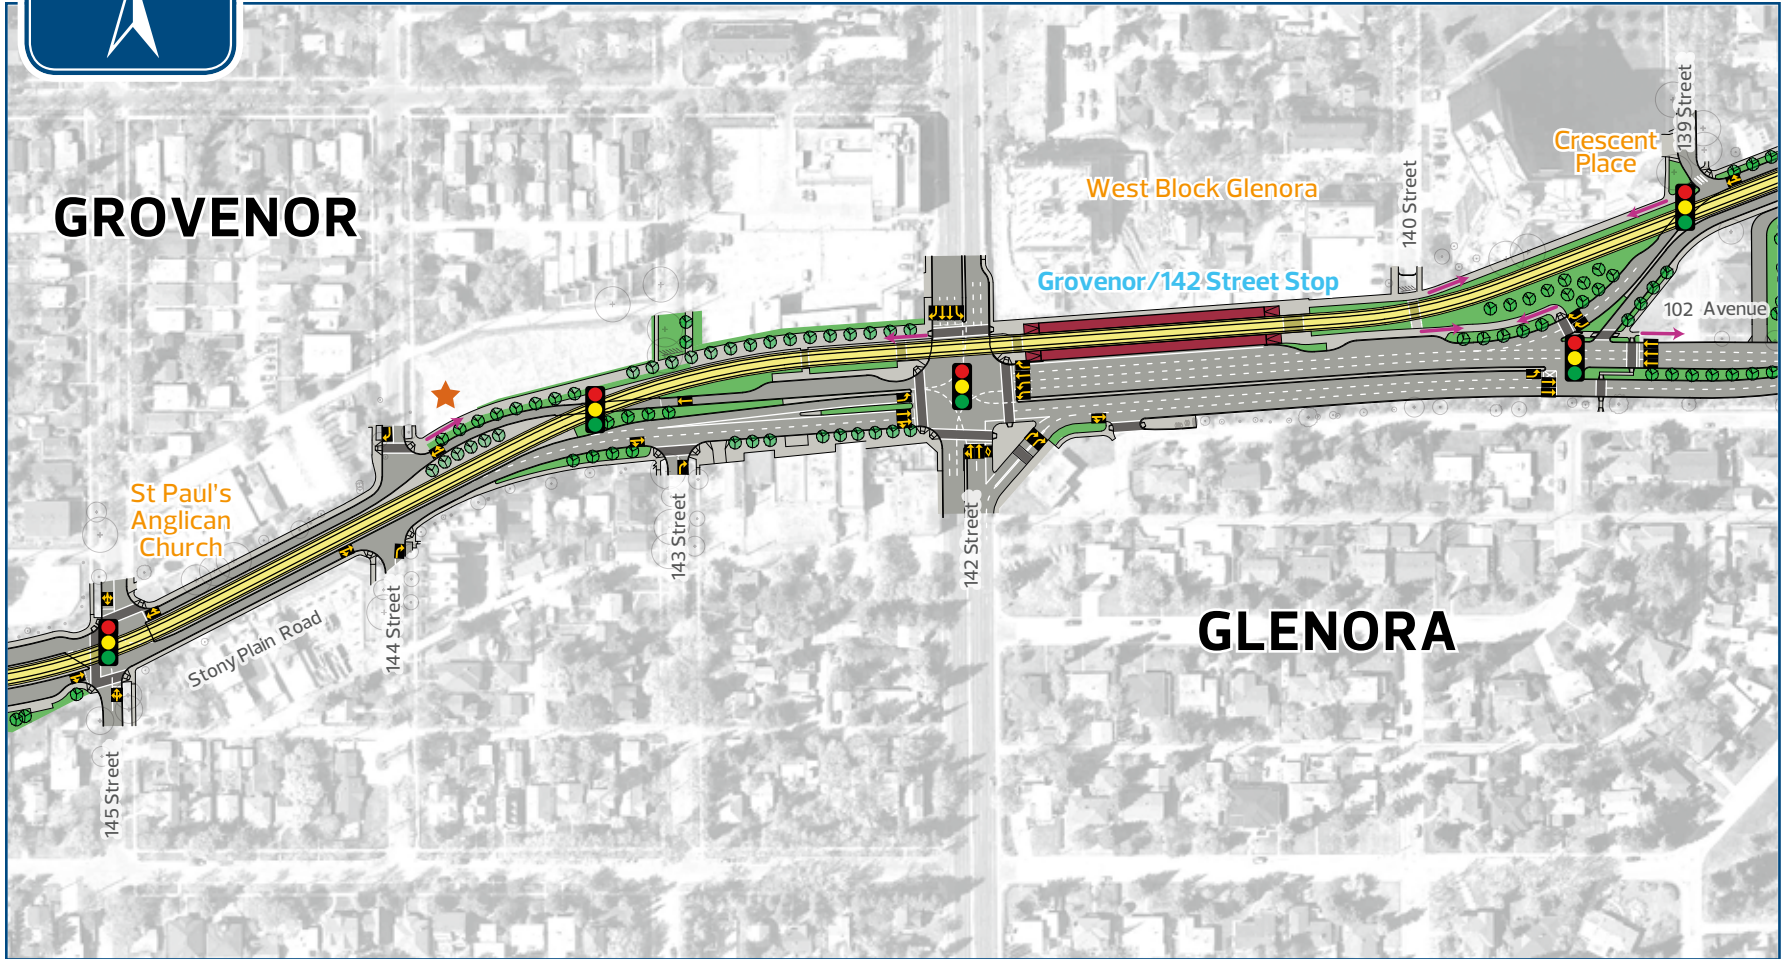 139 Street
Crescent
Place
140 Street
West Block Glenora
GROVENOR
Grovenor/142 Street Stop
102 Avenue
St Paul's
Anglican
Church
143 Street
142 Street
144 Street
Stony Plain Road
GLENORA
145 Street